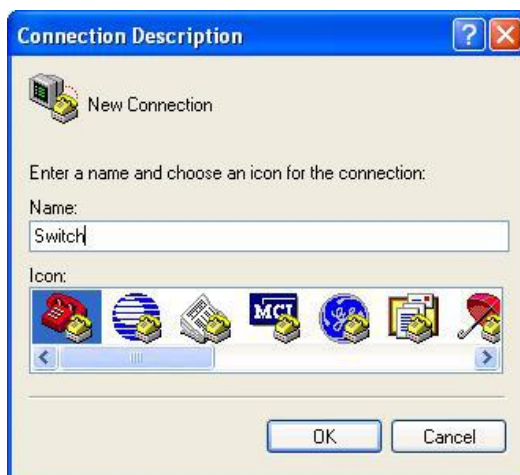 Connection Description
New Connection
Enter a name and choose an icon for the connection:
Name:
Switch
Icon:
MCI
OK Cancel